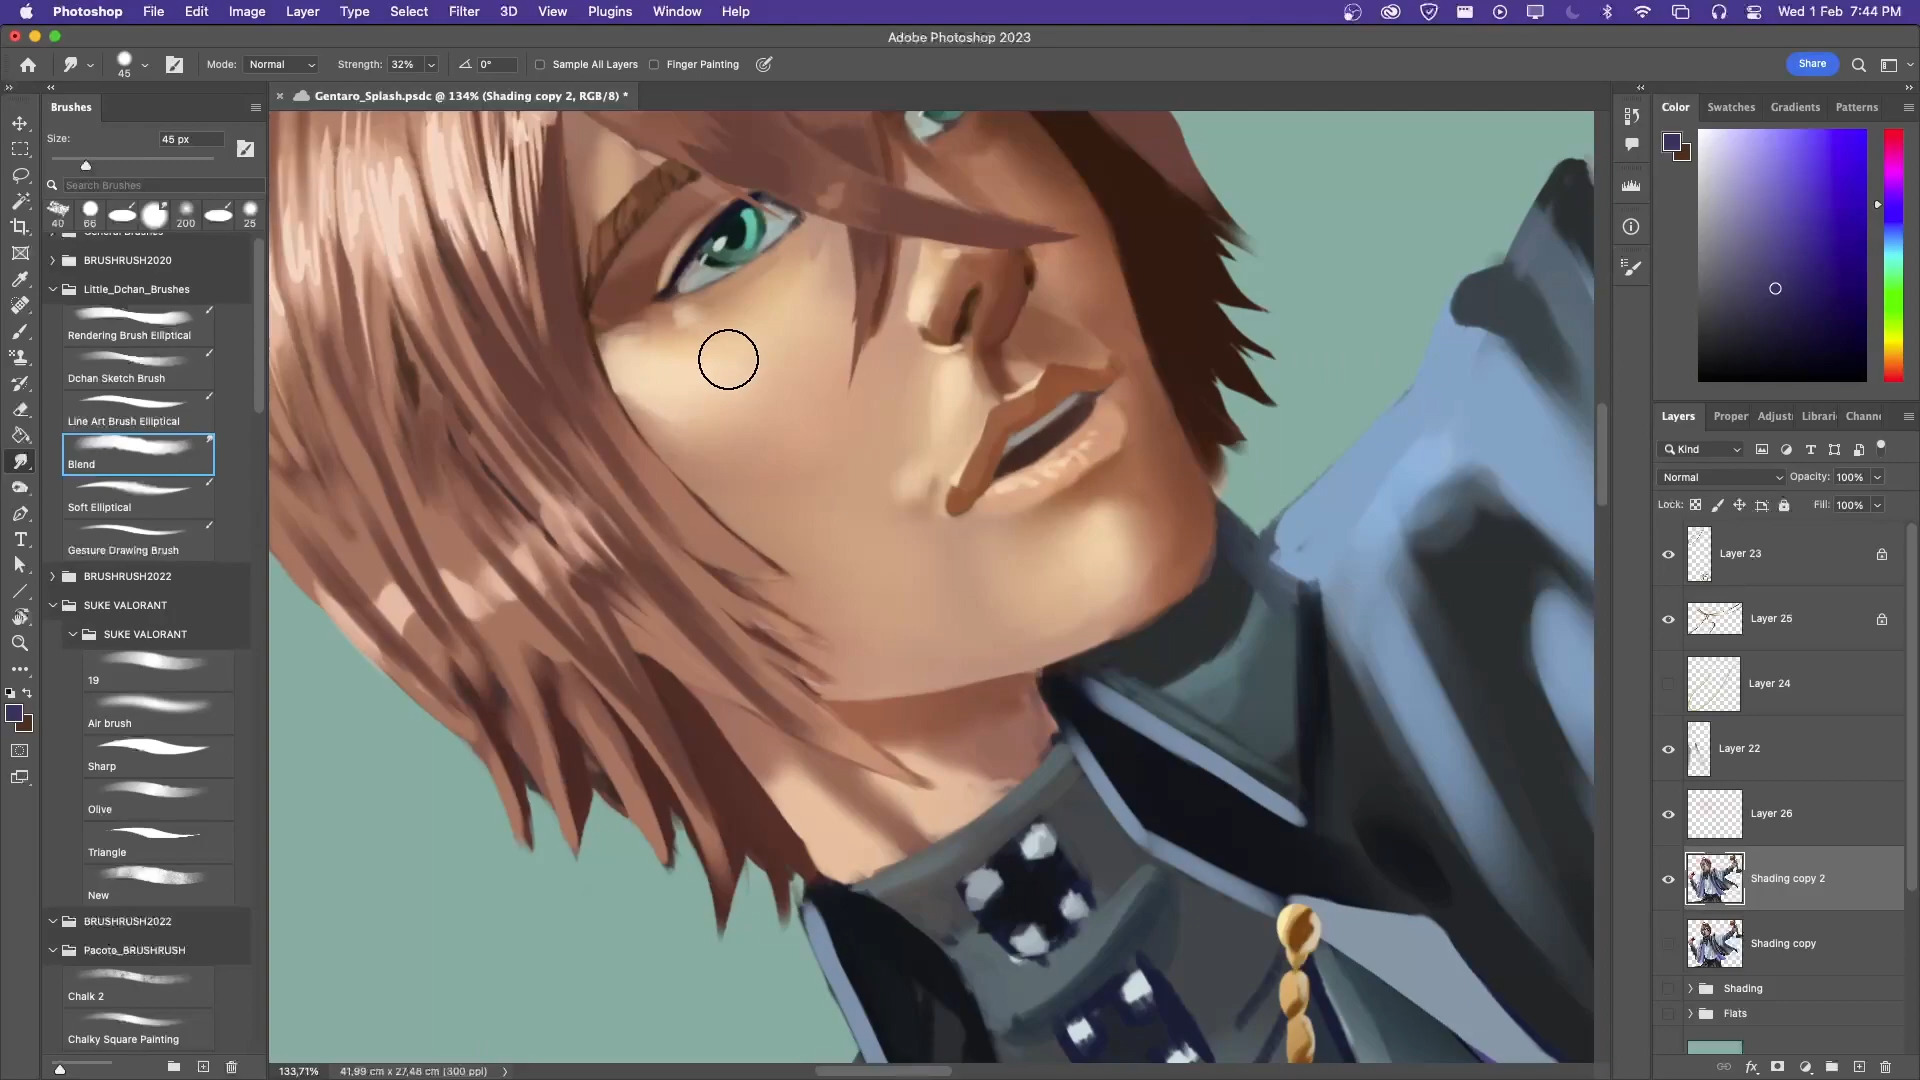 Photoshop File Edit Image Layer Type Select Filter 3D View Plugins Window Help Wed 1 Feb 7:44 PM
Adobe Photoshop 2023
45 Mode: Normal Strength: 32% 0° Sample All Layers Finger Painting Share
Brushes
Gentaro_Splash.psdc @ 134% (Shading copy 2, RGB/8) *
Color Swatches Gradients Patterns
Size: 45 px
Search Brushes
40 66 200 25
General Brushes
BRUSHRUSH2020
Little_Dchan_Brushes
Rendering Brush Elliptical
Dchan Sketch Brush
Line Art Brush Elliptical
Blend
Soft Elliptical
Gesture Drawing Brush
BRUSHRUSH2022
SUKE VALORANT
SUKE VALORANT
19
Air brush
Sharp
Olive
Triangle
New
BRUSHRUSH2022
Pacote_BRUSHRUSH
Chalk 2
Chalky Square Painting
Layers Proper Adjust Librari Chann
Kind
Normal Opacity: 100%
Lock: Fill: 100%
Layer 23
Layer 25
Layer 24
Layer 22
Layer 26
Shading copy 2
Shading copy
Shading
Flats
133,71% 41,99 cm x 27,48 cm (300 ppi)